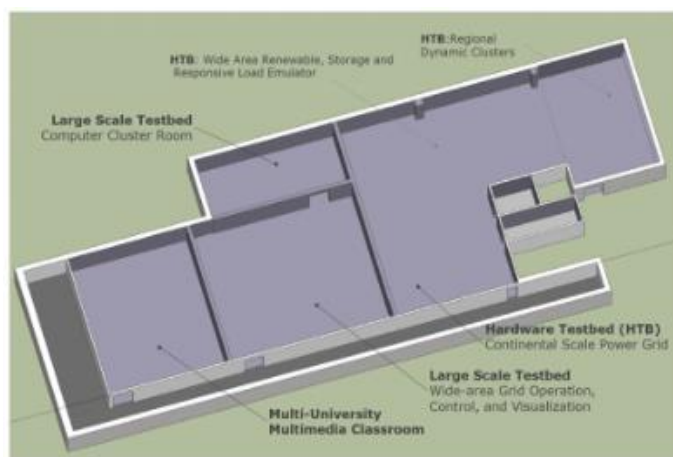 HTB:Regional
Dynamic Clusters
HTB: Wide Area Renewable, Storage and
Responsive Load Emulator
Large Scale Testbed
Computer Cluster Room
Hardware Testbed (HTB)
Continental Scale Power Grid
Large Scale Testbed
Wide-area Grid Operation,
Control, and Visualization
Multi-University
Multimedia Classroom